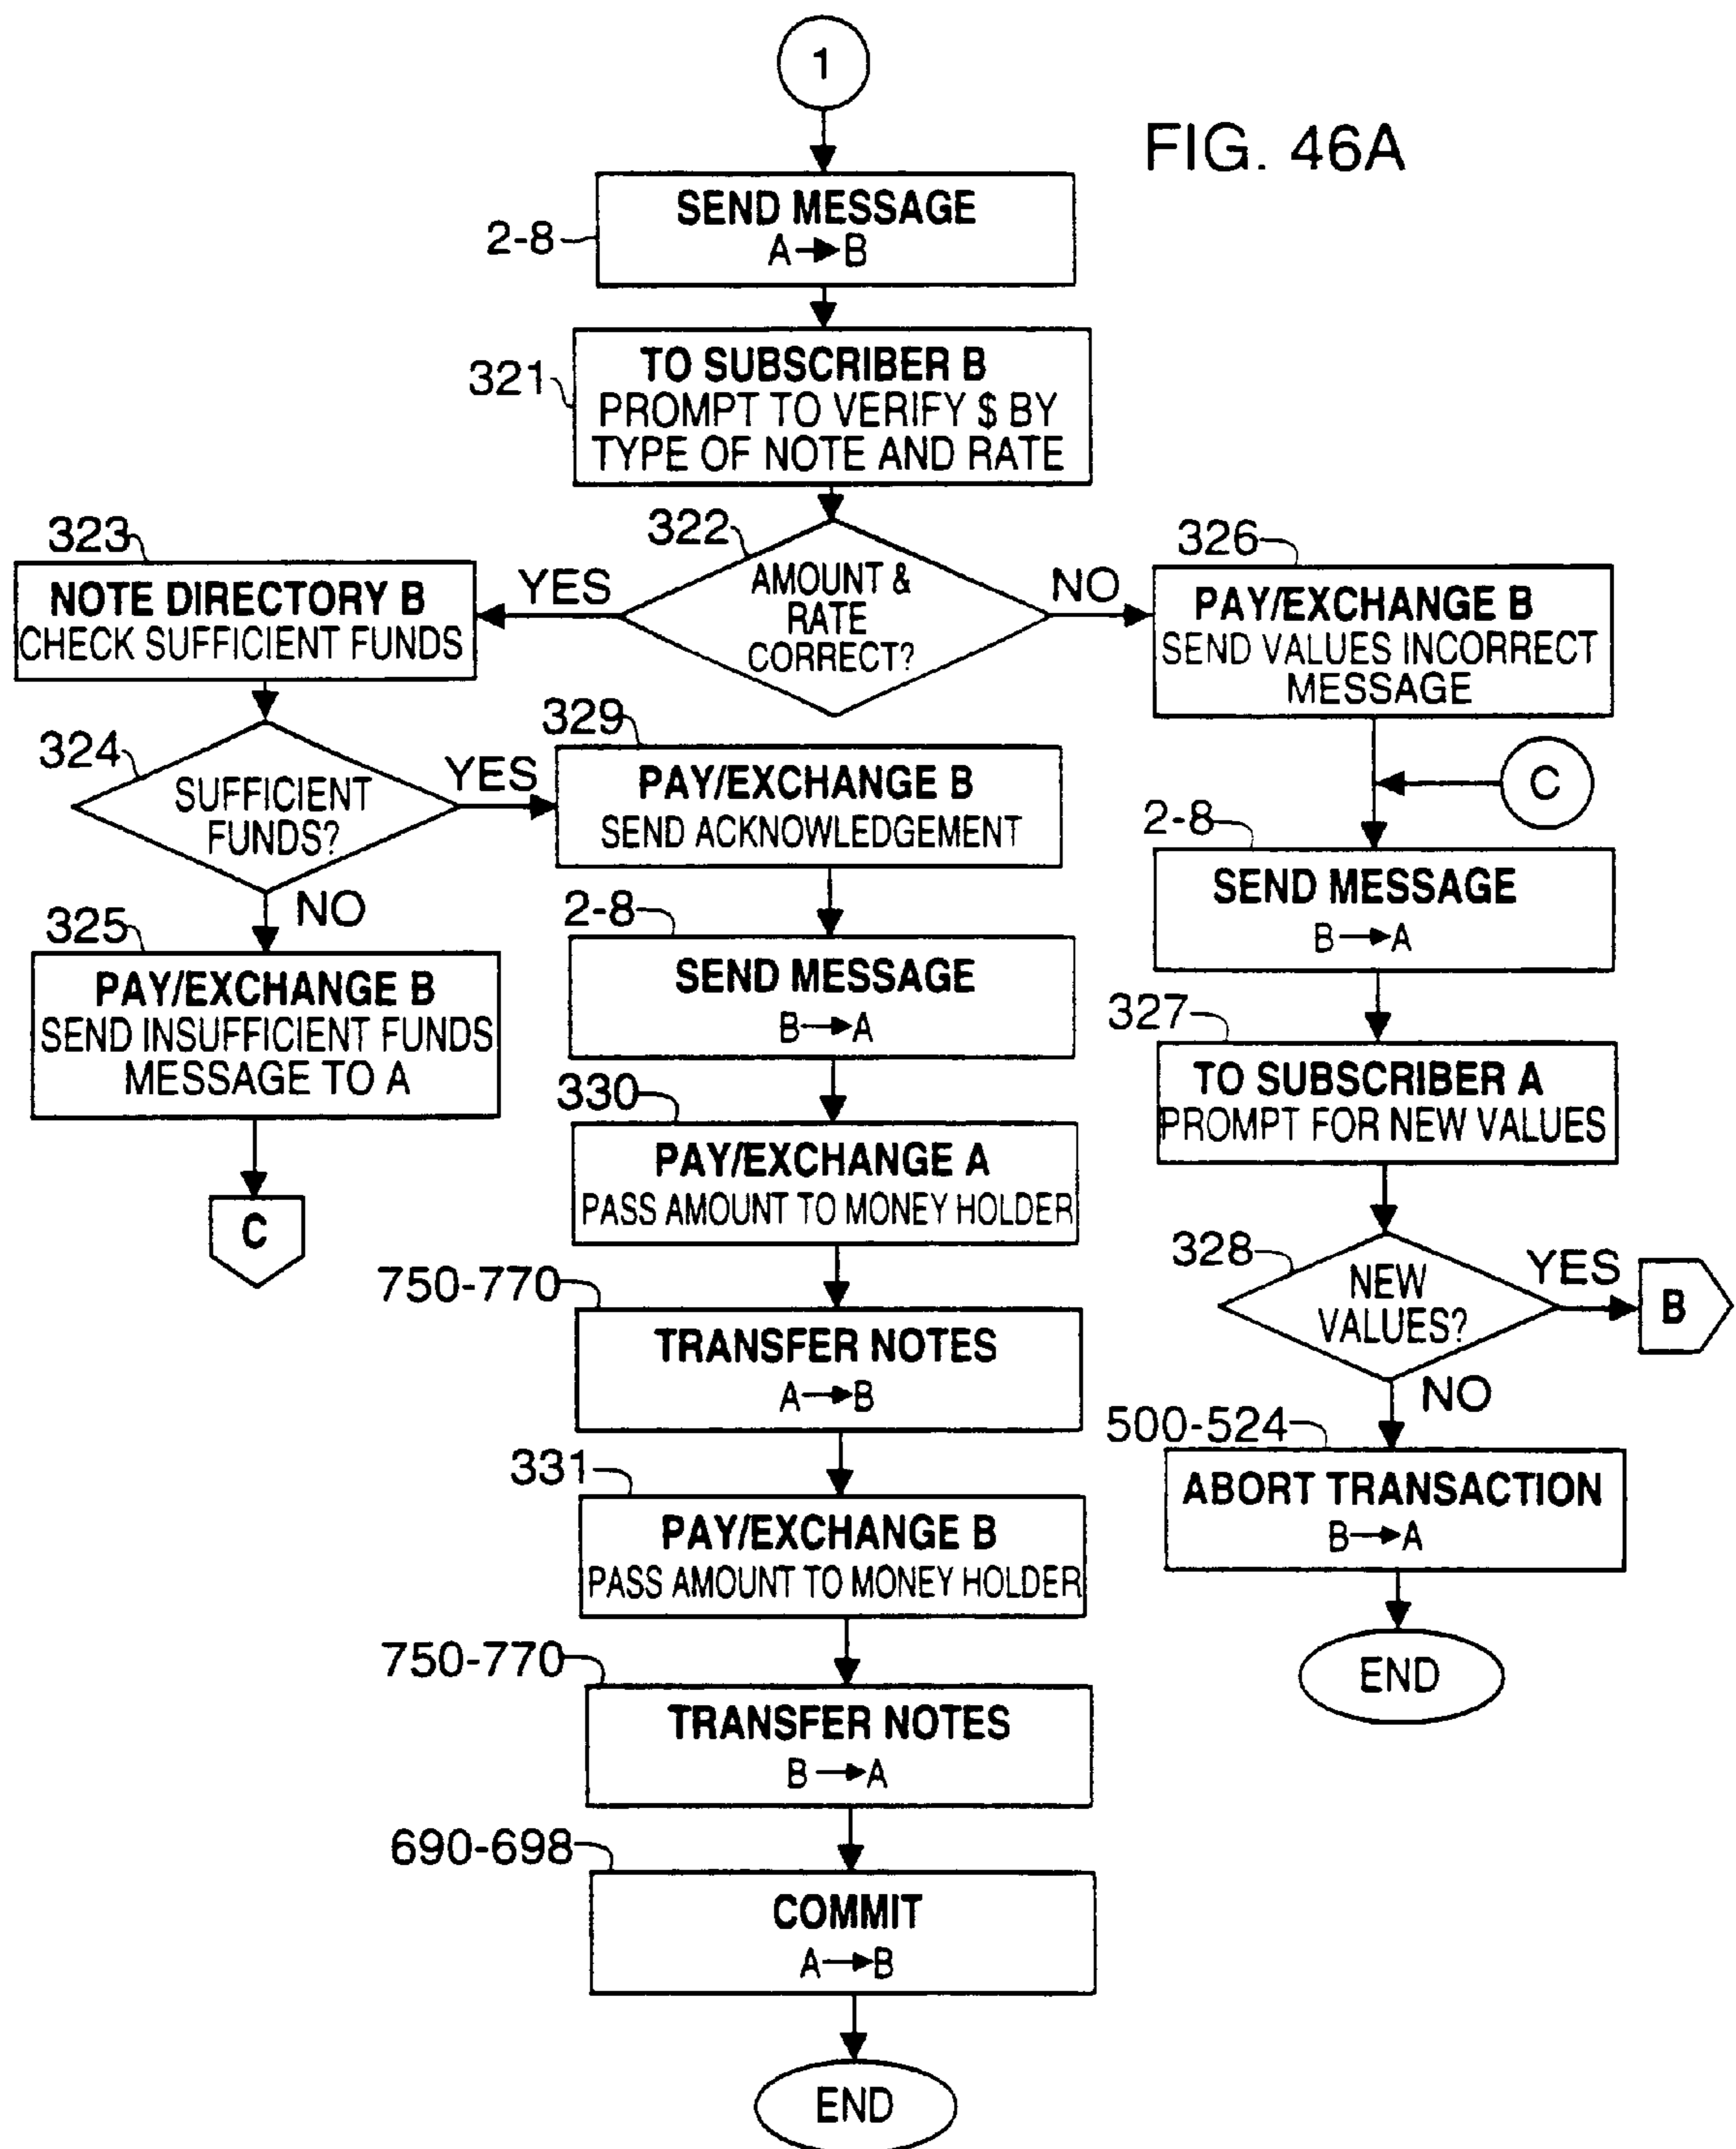 1
FIG. 46A
2-8
SEND MESSAGE
A→B
321
TO SUBSCRIBER B
PROMPT TO VERIFY $ BY
TYPE OF NOTE AND RATE
322
AMOUNT &
RATE
CORRECT?
YES
NO
323
NOTE DIRECTORY B
CHECK SUFFICIENT FUNDS
324
SUFFICIENT
FUNDS?
YES
NO
325
PAY/EXCHANGE B
SEND INSUFFICIENT FUNDS
MESSAGE TO A
C
329
PAY/EXCHANGE B
SEND ACKNOWLEDGEMENT
2-8
SEND MESSAGE
B→A
330
PAY/EXCHANGE A
PASS AMOUNT TO MONEY HOLDER
750-770
TRANSFER NOTES
A→B
331
PAY/EXCHANGE B
PASS AMOUNT TO MONEY HOLDER
750-770
TRANSFER NOTES
B→A
690-698
COMMIT
A→B
END
326
PAY/EXCHANGE B
SEND VALUES INCORRECT
MESSAGE
C
2-8
SEND MESSAGE
B→A
327
TO SUBSCRIBER A
PROMPT FOR NEW VALUES
328
NEW
VALUES?
YES
B
NO
500-524
ABORT TRANSACTION
B→A
END